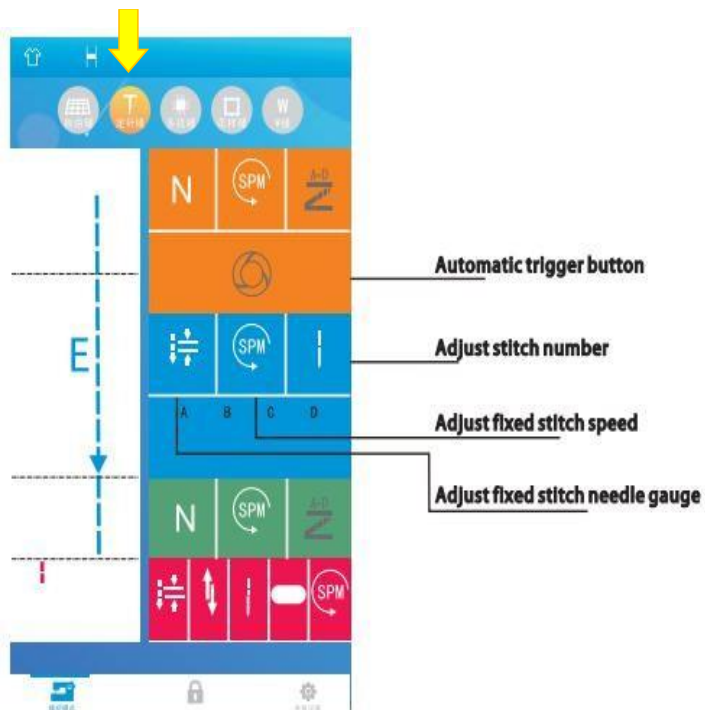 T
W
N
SPM
A-D
Automatic trigger button
E
SPM
Adjust stitch number
A B C D
Adjust fixed stitch speed
Adjust fixed stitch needle gauge
N
SPM
A-D
SPM